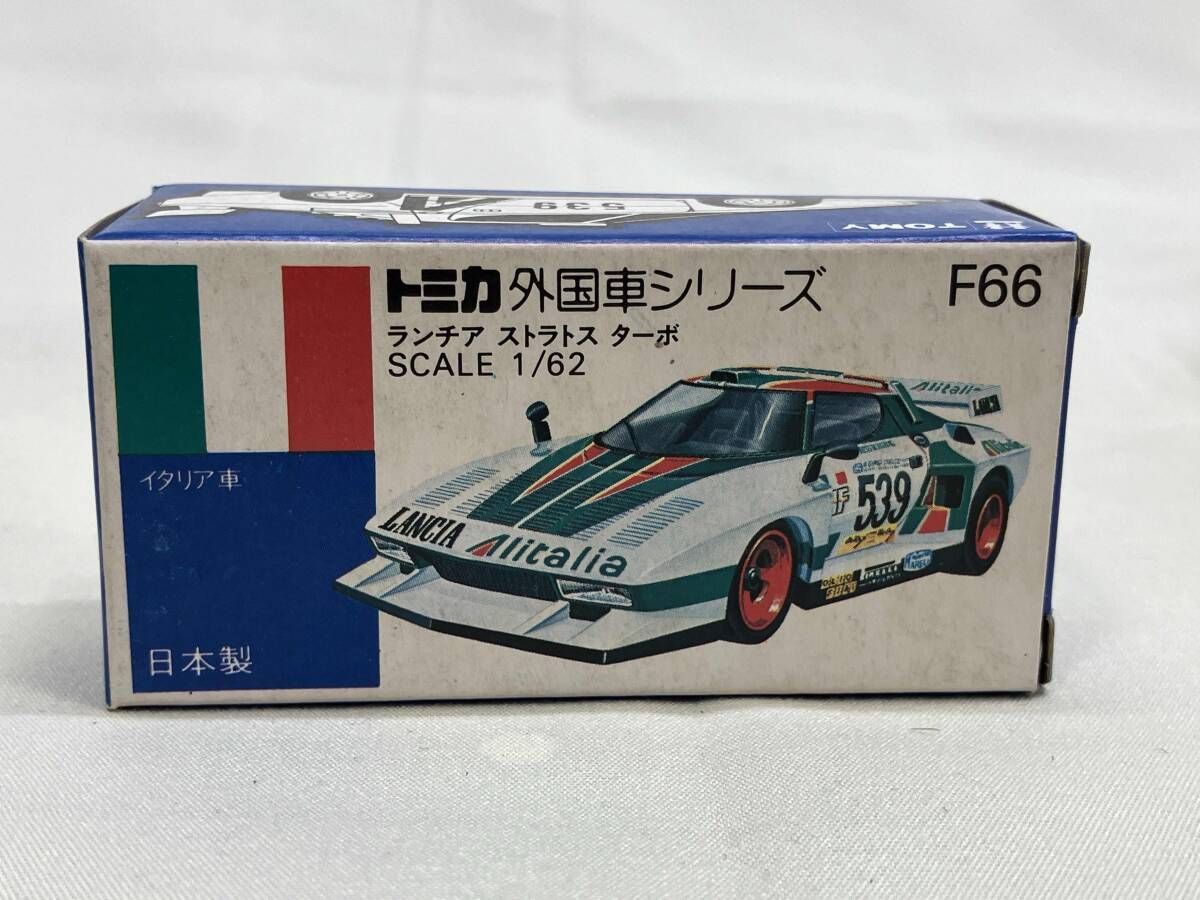 539
TOMY
トミカ 外国車シリーズ F66
ランチア ストラトス ターボ
SCALE 1/62
イタリア車
日本製
Alitalia
LANCIA
Alitalia
F
539
LANCIA Alitalia